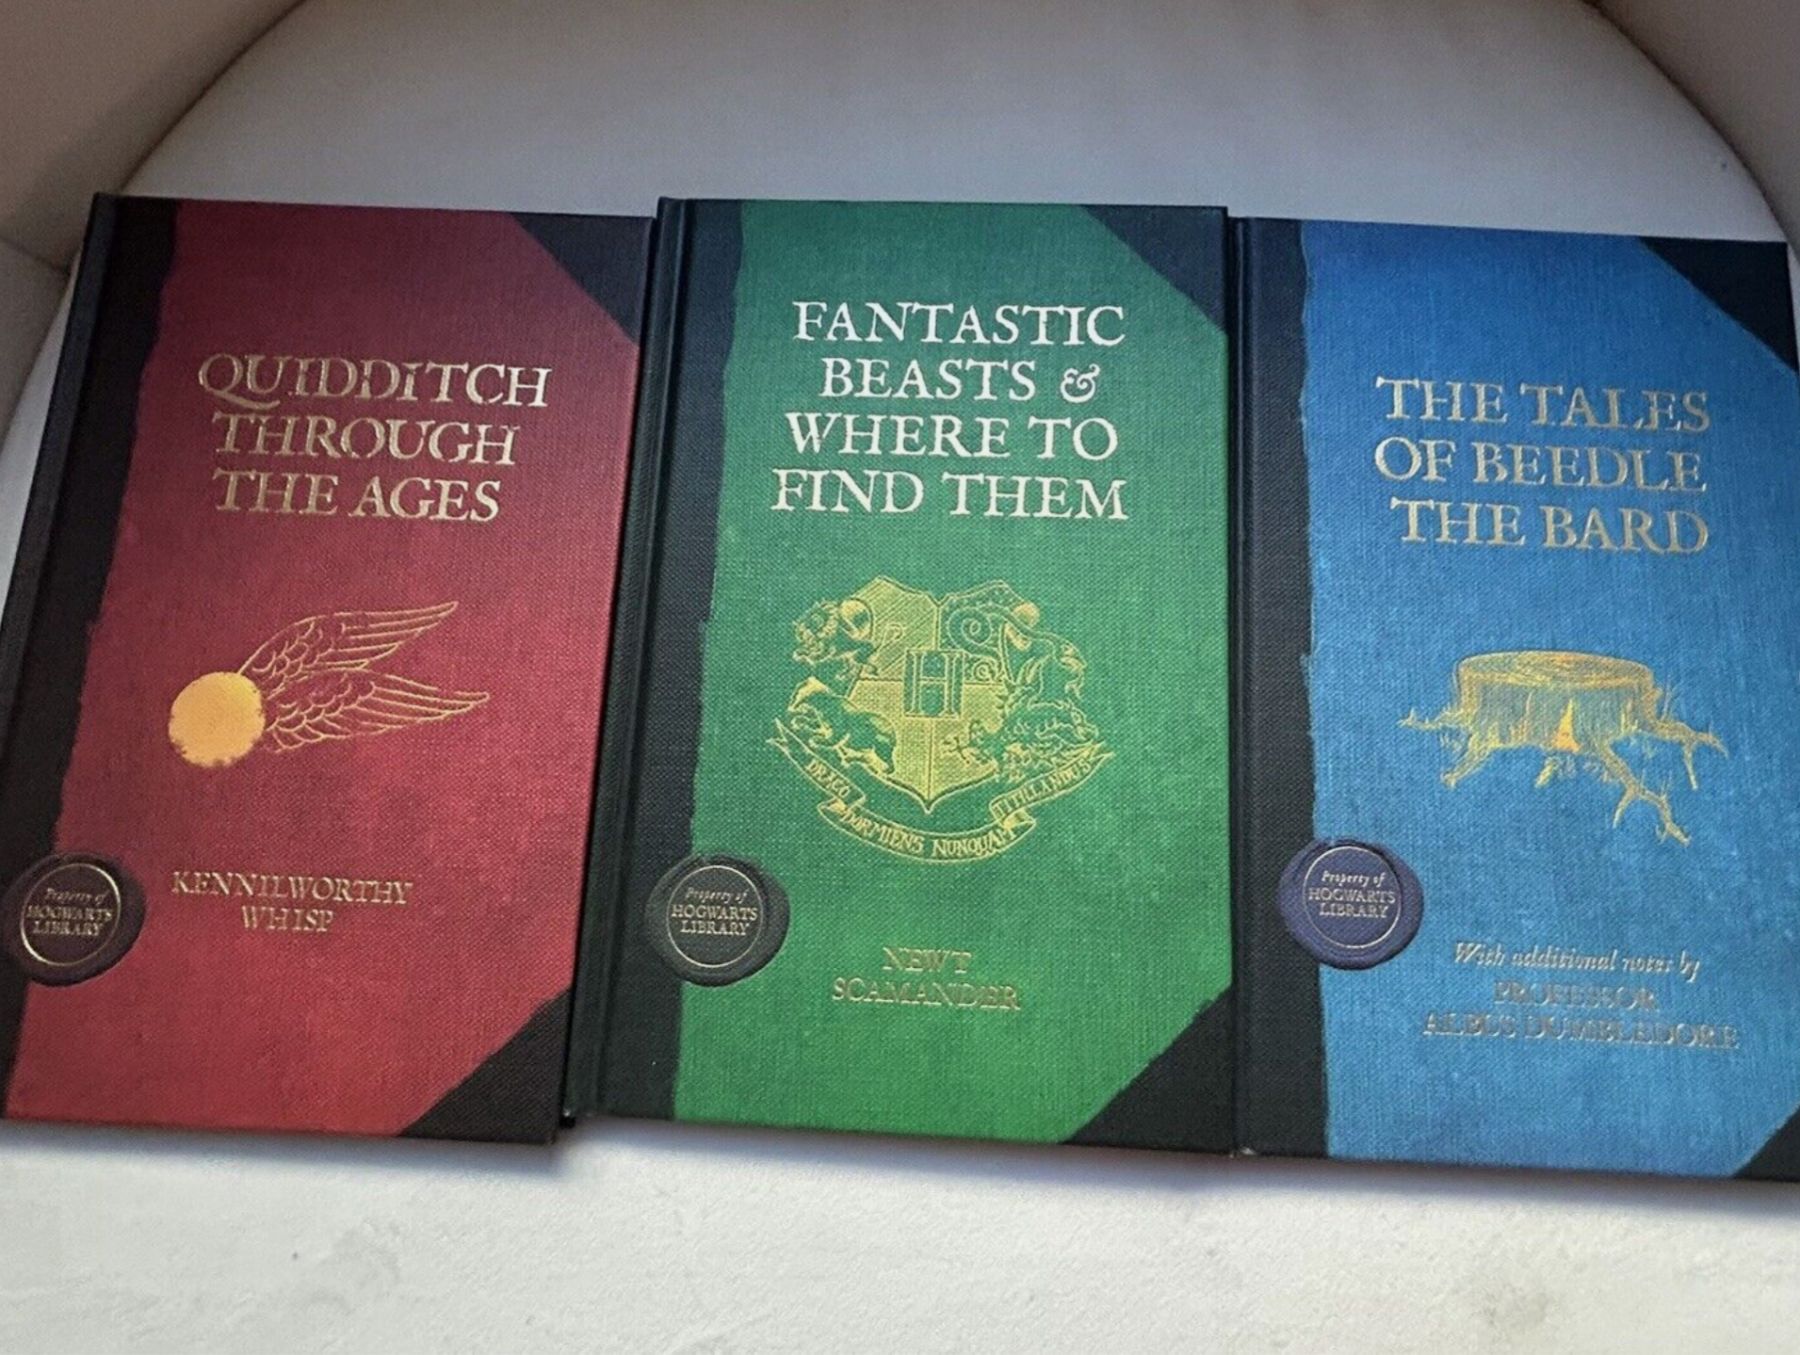 QUIDDITCH
THROUGH
THE AGES
KENNILWORTHY
WHISP
Property of
HOGWARTS
LIBRARY
FANTASTIC
BEASTS &
WHERE TO
FIND THEM
H
DRACO
DORMIENS NUNQUAM
TITILLANDUS
NEWT
SCAMANDER
Property of
HOGWARTS
LIBRARY
THE TALES
OF BEEDLE
THE BARD
Property of
HOGWARTS
LIBRARY
With additional notes by
PROFESSOR
ALBUS DUMBLEDORE